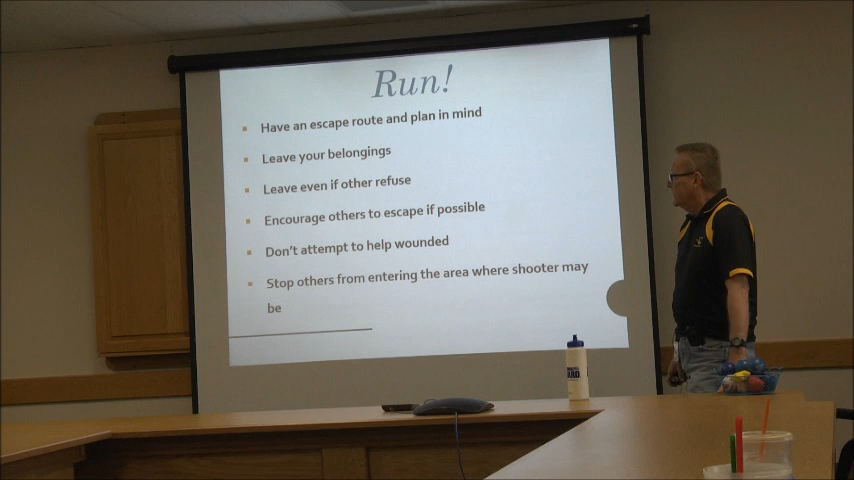 Run!
Have an escape route and plan in mind
Leave your belongings
Leave even if other refuse
Encourage others to escape if possible
Don't attempt to help wounded
Stop others from entering the area where shooter may
be